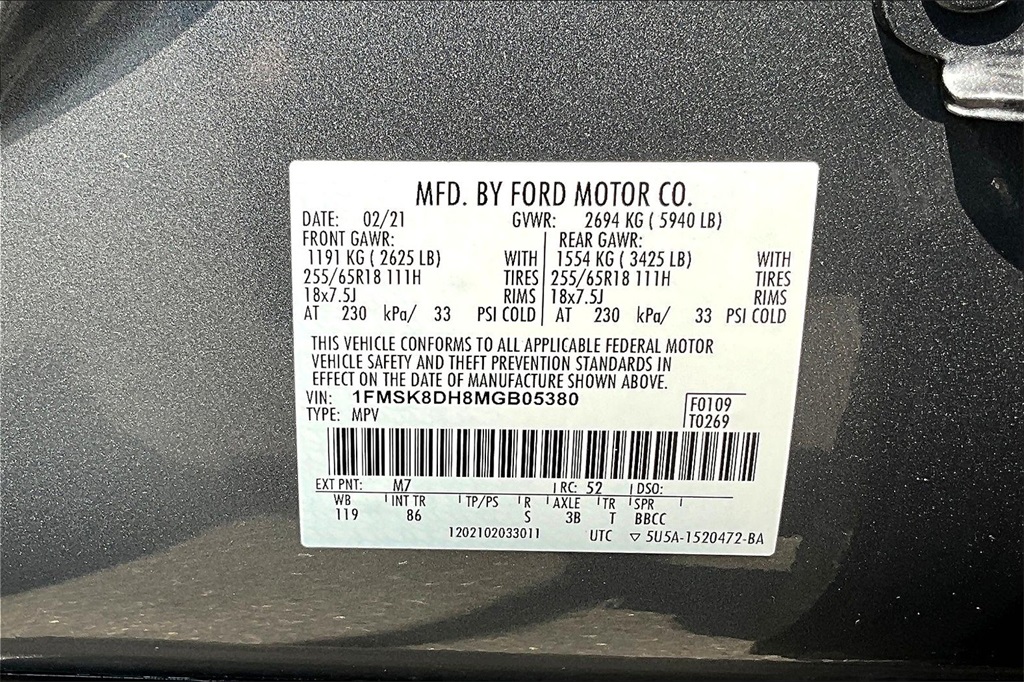 MFD. BY FORD MOTOR CO.
DATE: 02/21 GVWR: 2694 KG ( 5940 LB)
FRONT GAWR: REAR GAWR:
1191 KG ( 2625 LB) WITH 1554 KG ( 3425 LB) WITH
255/65R18 111H TIRES 255/65R18 111H TIRES
18x7.5J RIMS 18x7.5J RIMS
AT 230 kPa/ 33 PSI COLD AT 230 kPa/ 33 PSI COLD
THIS VEHICLE CONFORMS TO ALL APPLICABLE FEDERAL MOTOR
VEHICLE SAFETY AND THEFT PREVENTION STANDARDS IN
EFFECT ON THE DATE OF MANUFACTURE SHOWN ABOVE.
VIN: 1FMSK8DH8MGB05380 F0109
TYPE: MPV T0269
EXT PNT: M7 RC: 52 DSO:
WB INT TR TP/PS R AXLE TR SPR
119 86 S 3B T BBCC
1202102033011 UTC ▽ 5U5A-1520472-BA